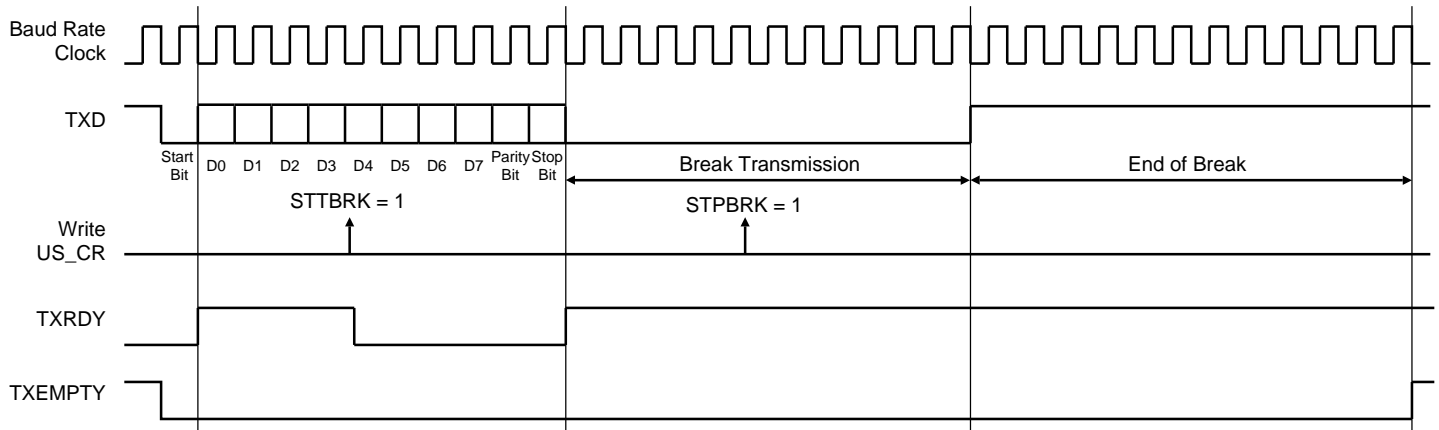 Baud Rate
Clock
TXD
Start
Bit
D0 D1 D2 D3 D4 D5 D6 D7
Parity
Bit
Stop
Bit
Break Transmission
End of Break
STTBRK = 1
STPBRK = 1
Write
US_CR
TXRDY
TXEMPTY